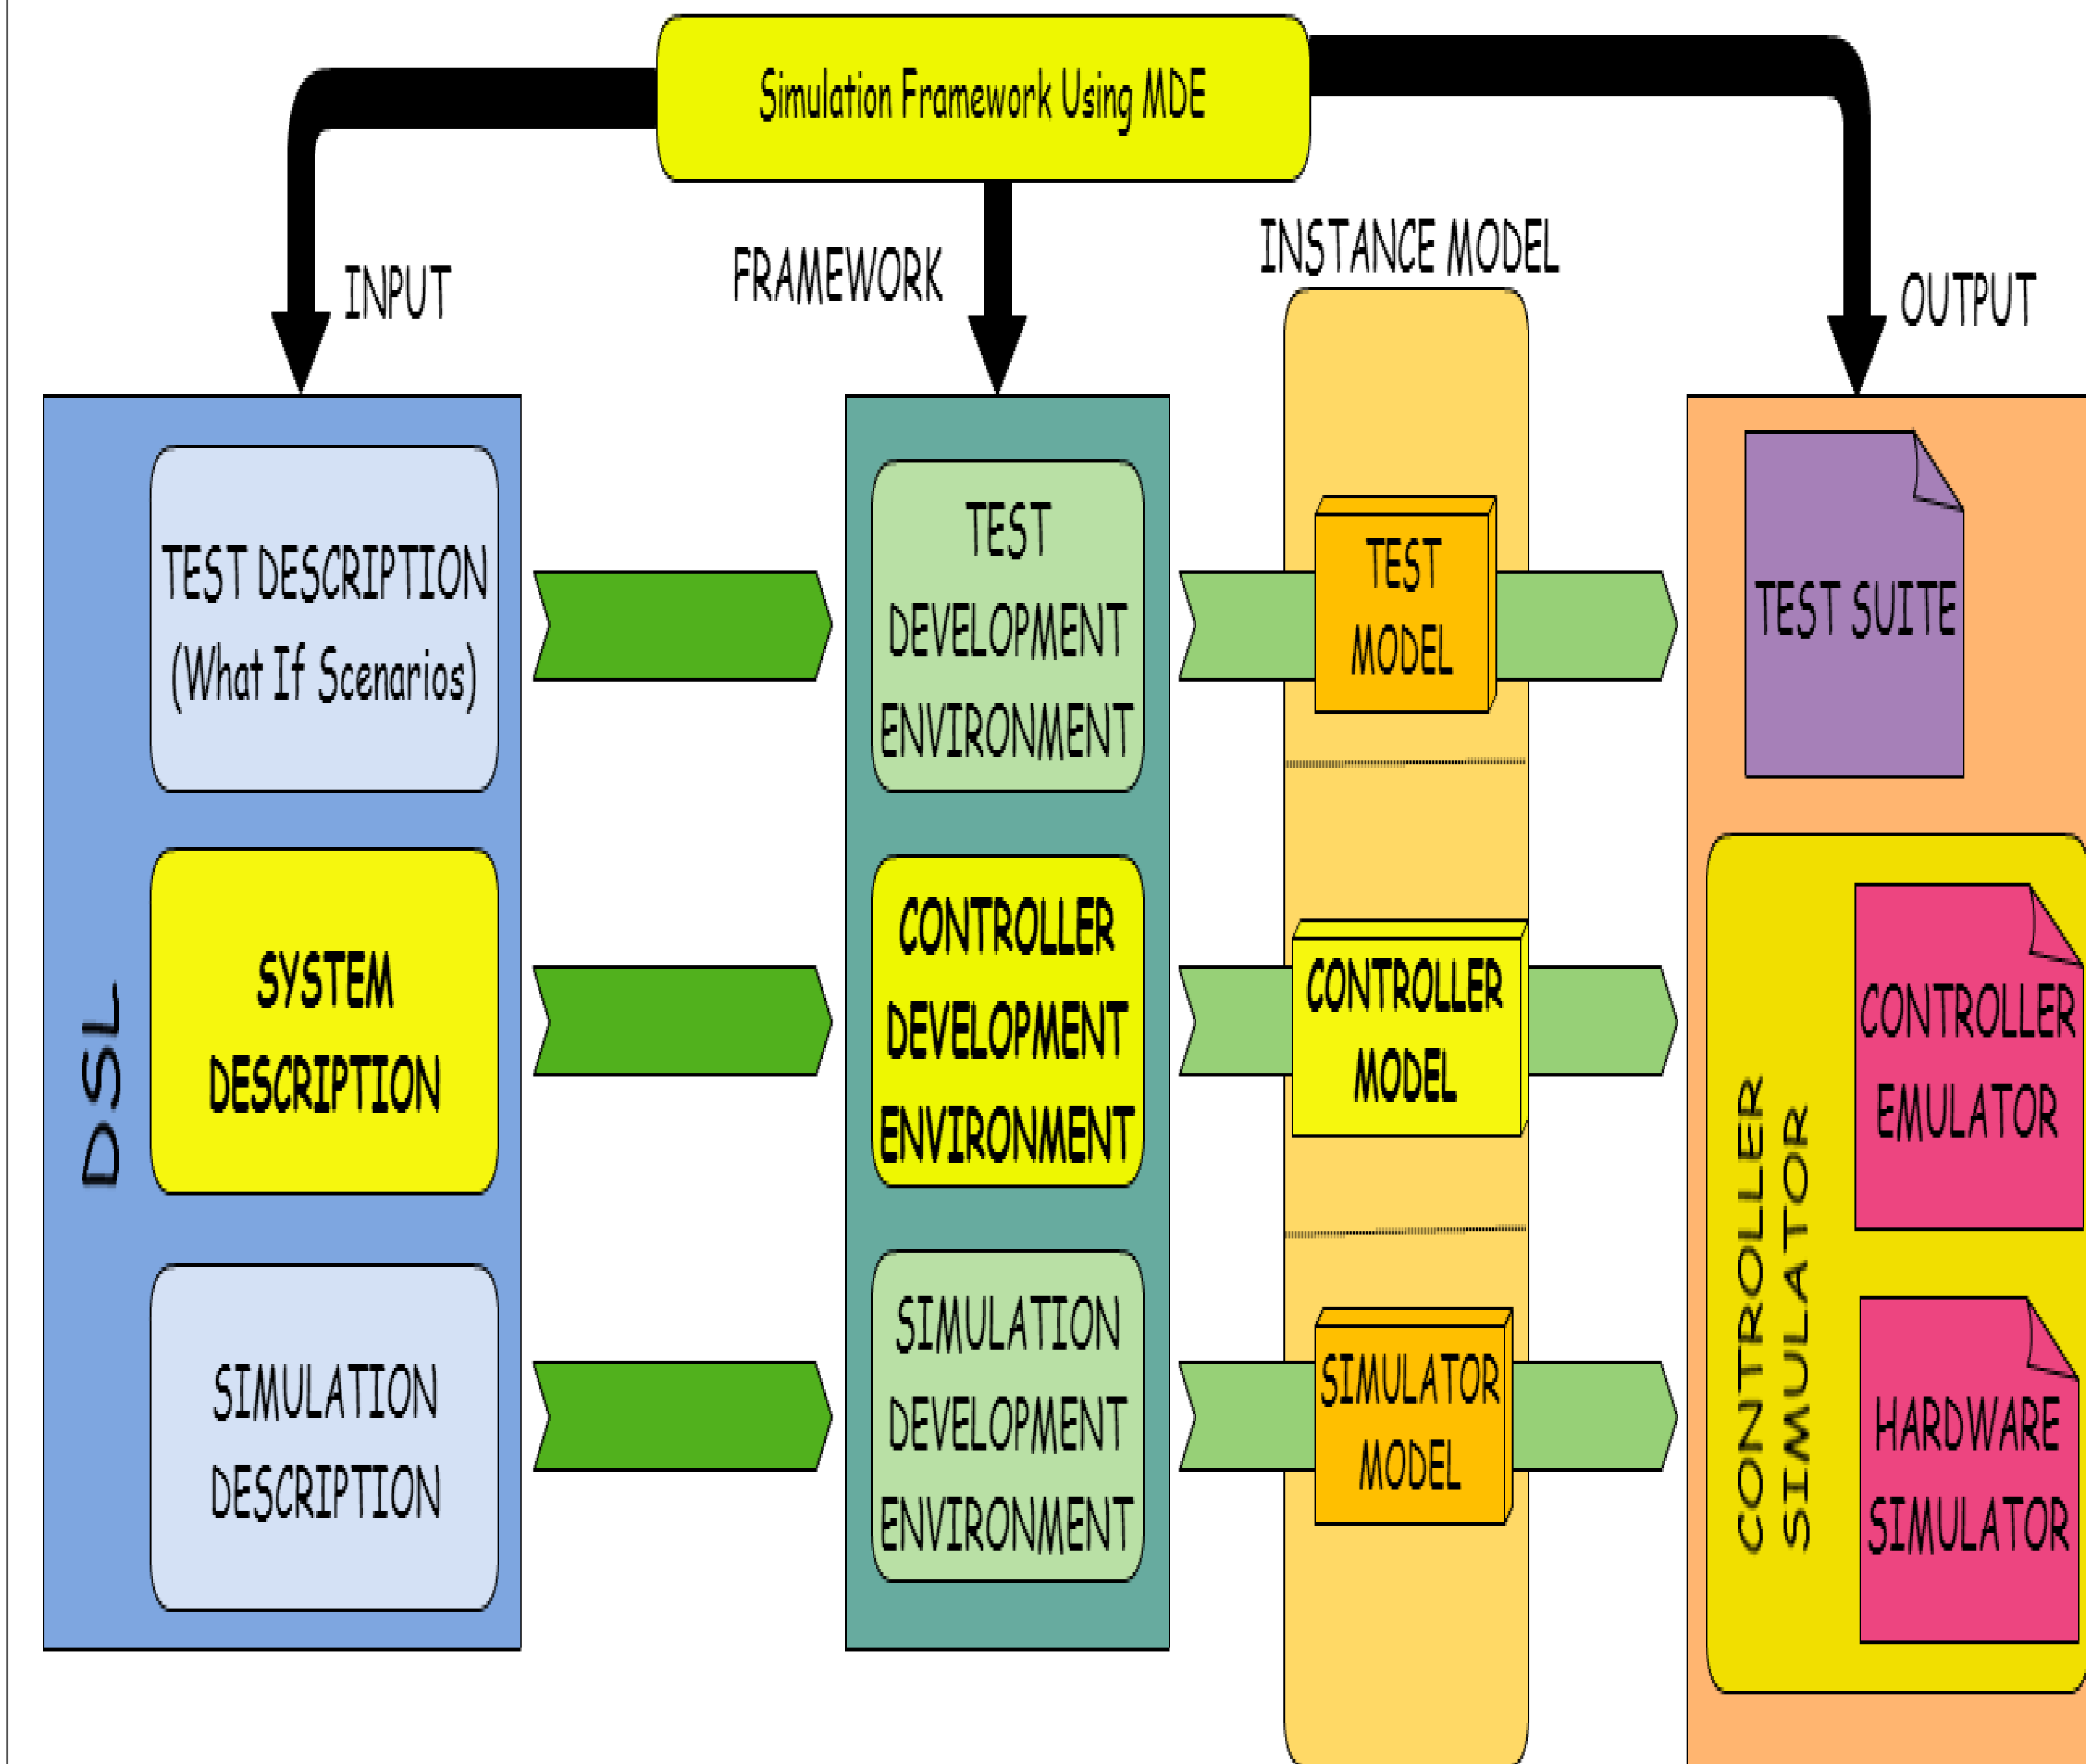 Simulation Framework Using MDE
INPUT
FRAMEWORK
INSTANCE MODEL
OUTPUT
DSL
TEST DESCRIPTION
(What If Scenarios)
SYSTEM
DESCRIPTION
SIMULATION
DESCRIPTION
TEST
DEVELOPMENT
ENVIRONMENT
CONTROLLER
DEVELOPMENT
ENVIRONMENT
SIMULATION
DEVELOPMENT
ENVIRONMENT
TEST
MODEL
CONTROLLER
MODEL
SIMULATOR
MODEL
TEST SUITE
CONTROLLER
SIMULATOR
CONTROLLER
EMULATOR
HARDWARE
SIMULATOR